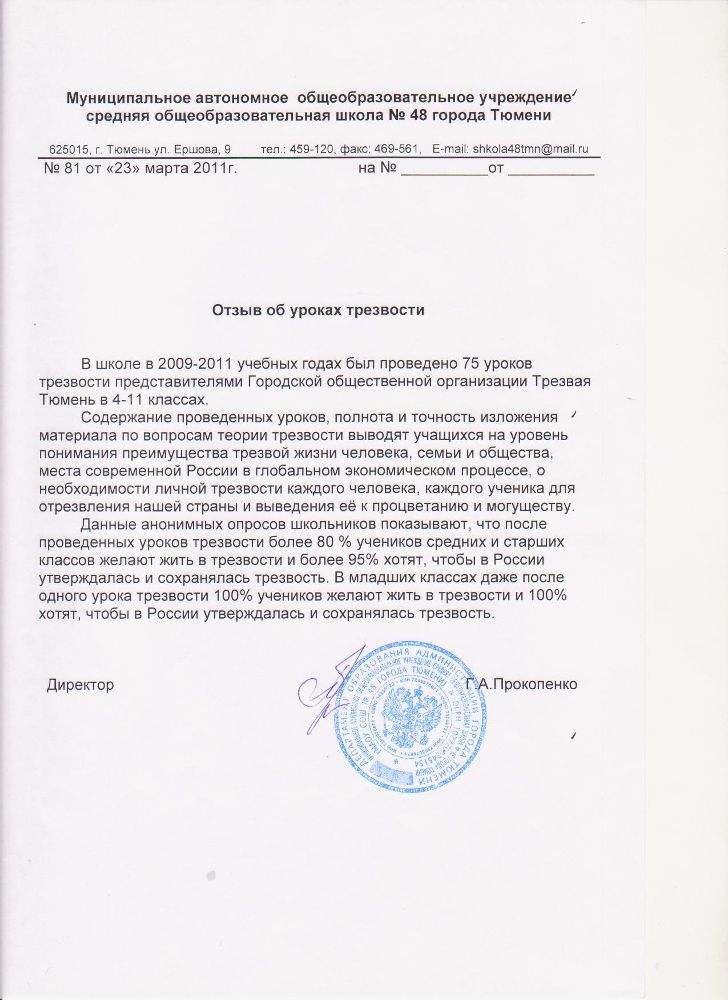 Муниципальное автономное общеобразовательное учреждение
средняя общеобразовательная школа № 48 города Тюмени
625015, г. Тюмень ул. Ершова, 9 тел.: 459-120, факс: 469-561, E-mail: shkola48tmn@mail.ru
№ 81 от «23» марта 2011г. на № ___________от ___________
Отзыв об уроках трезвости
В школе в 2009-2011 учебных годах был проведено 75 уроков
трезвости представителями Городской общественной организации Трезвая
Тюмень в 4-11 классах.
Содержание проведенных уроков, полнота и точность изложения
материала по вопросам теории трезвости выводят учащихся на уровень
понимания преимущества трезвой жизни человека, семьи и общества,
места современной России в глобальном экономическом процессе, о
необходимости личной трезвости каждого человека, каждого ученика для
отрезвления нашей страны и выведения её к процветанию и могуществу.
Данные анонимных опросов школьников показывают, что после
проведенных уроков трезвости более 80 % учеников средних и старших
классов желают жить в трезвости и более 95% хотят, чтобы в России
утверждалась и сохранялась трезвость. В младших классах даже после
одного урока трезвости 100% учеников желают жить в трезвости и 100%
хотят, чтобы в России утверждалась и сохранялась трезвость.
Директор Г.А.Прокопенко
ДЕПАРТАМЕНТ ОБРАЗОВАНИЯ АДМИНИСТРАЦИИ ГОРОДА ТЮМЕНИ
МУНИЦИПАЛЬНОЕ АВТОНОМНОЕ ОБЩЕОБРАЗОВАТЕЛЬНОЕ УЧРЕЖДЕНИЕ СРЕДНЯЯ ОБЩЕОБРАЗОВАТЕЛЬНАЯ ШКОЛА № 48 ГОРОДА ТЮМЕНИ
(МАОУ СОШ № 48 ГОРОДА ТЮМЕНИ) * ОГРН